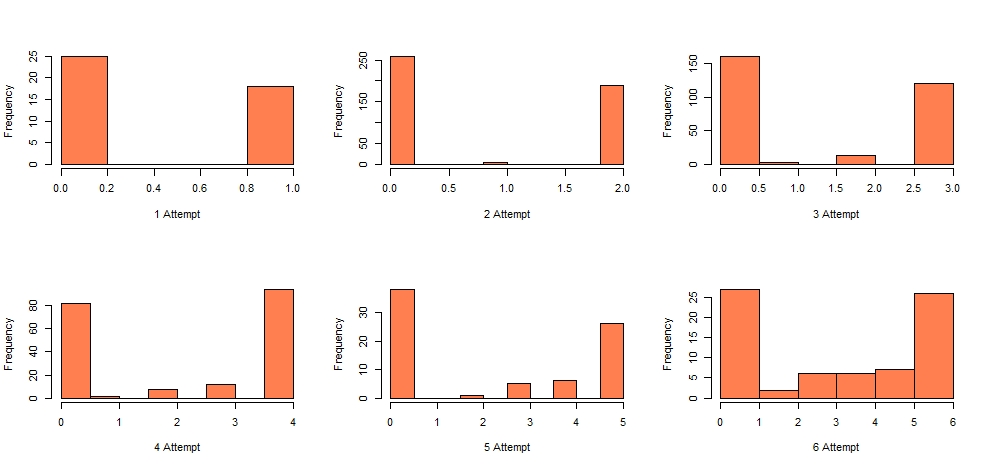 Frequency
0 5 10 15 20 25
0.0 0.2 0.4 0.6 0.8 1.0
1 Attempt
Frequency
0 50 150 250
0.0 0.5 1.0 1.5 2.0
2 Attempt
Frequency
0 50 100 150
0.0 0.5 1.0 1.5 2.0 2.5 3.0
3 Attempt
Frequency
0 20 40 60 80
0 1 2 3 4
4 Attempt
Frequency
0 10 20 30
0 1 2 3 4 5
5 Attempt
Frequency
0 5 10 15 20 25
0 1 2 3 4 5 6
6 Attempt